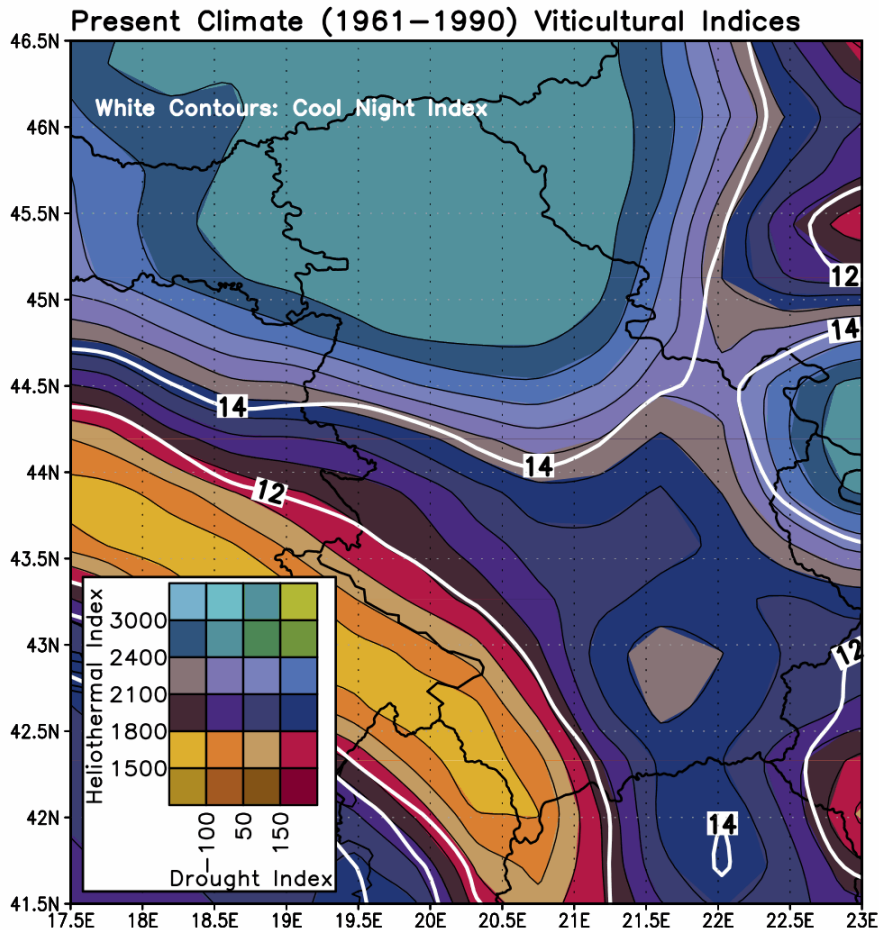 Present Climate (1961-1990) Viticultural Indices
46.5N
White Contours: Cool Night Index
46N
45.5N
12
45N
14
44.5N
14
14
44N
12
43.5N
Heliothermal Index
3000
2400
2100
1800
1500
-100
50
150
Drought Index
43N
12
42.5N
42N
14
41.5N
17.5E 18E 18.5E 19E 19.5E 20E 20.5E 21E 21.5E 22E 22.5E 23E